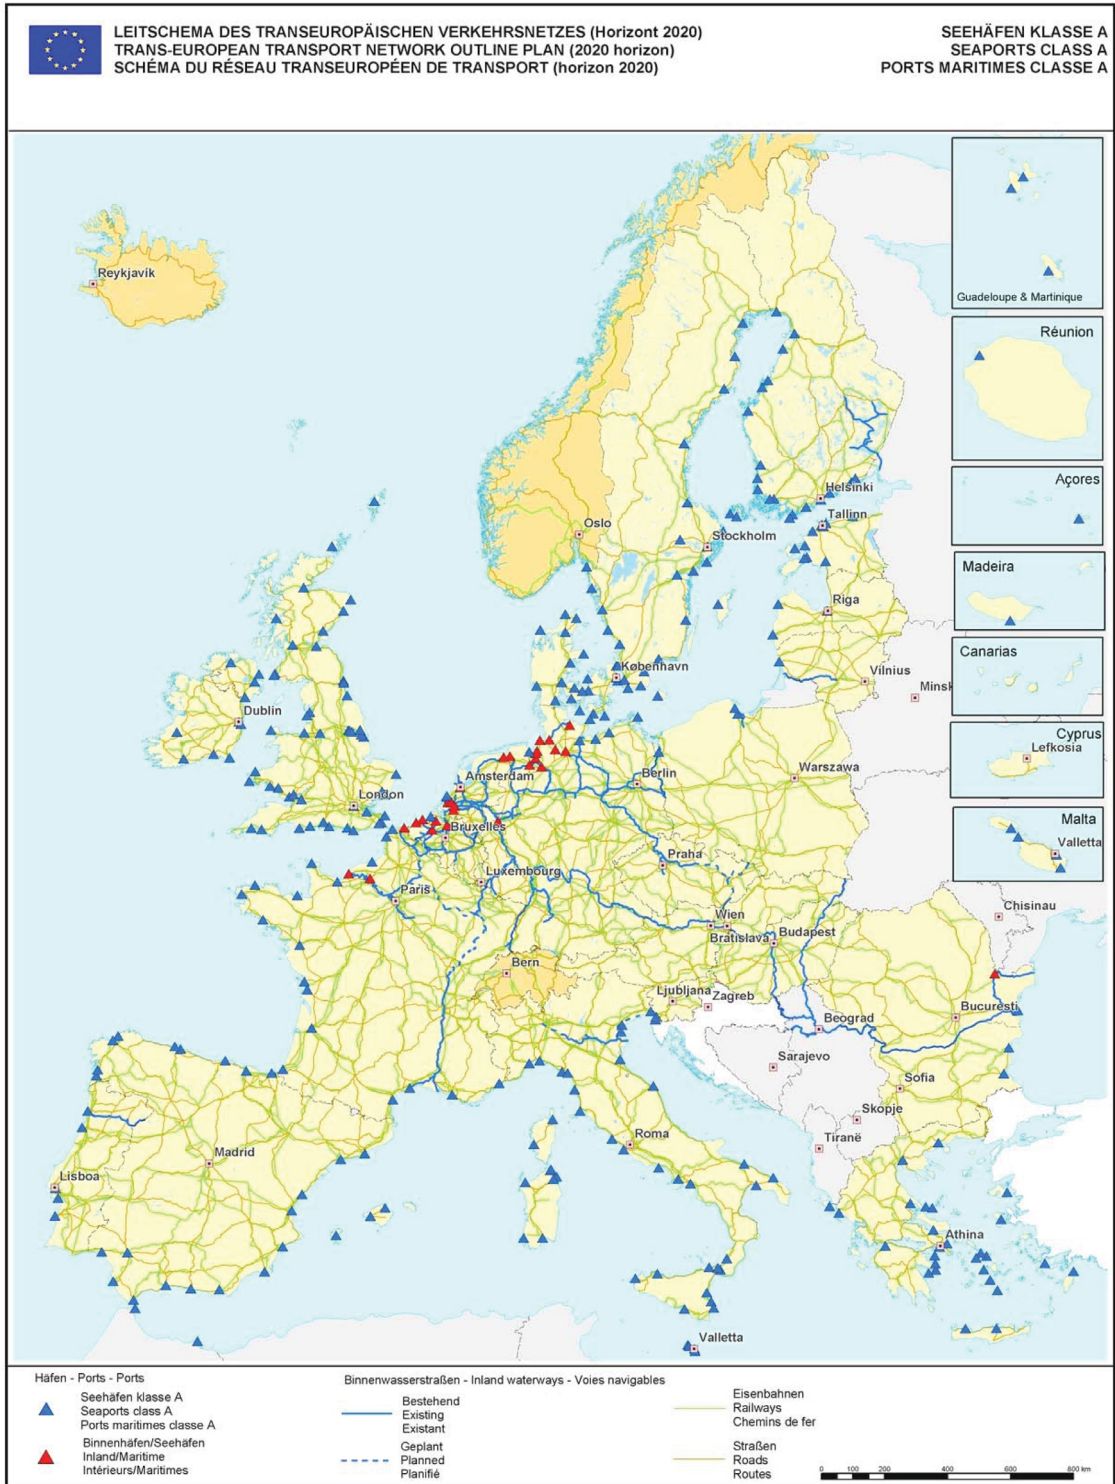 LEITSCHEMA DES TRANSEUROPÄISCHEN VERKEHRSNETZES (Horizont 2020)
TRANS-EUROPEAN TRANSPORT NETWORK OUTLINE PLAN (2020 horizon)
SCHÉMA DU RÉSEAU TRANSEUROPÉEN DE TRANSPORT (horizon 2020)
SEEHÄFEN KLASSE A
SEAPORTS CLASS A
PORTS MARITIMES CLASSE A
Reykjavík
Guadeloupe & Martinique
Réunion
Açores
Madeira
Canarias
Cyprus
Lefkosia
Malta
Valletta
Helsinki
Tallinn
Oslo
Stockholm
Riga
København
Vilnius
Minsk
Dublin
Amsterdam
Berlin
Warszawa
London
Bruxelles
Praha
Luxembourg
Paris
Wien
Bratislava
Budapest
Chisinau
Bern
Ljubljana
Zagreb
Bucuresti
Beograd
Sarajevo
Sofia
Skopje
Roma
Tiranë
Madrid
Lisboa
Athina
Valletta
Häfen - Ports - Ports
Seehäfen klasse A
Seaports class A
Ports maritimes classe A
Binnenhäfen/Seehäfen
Inland/Maritime
Intérieurs/Maritimes
Binnenwasserstraßen - Inland waterways - Voies navigables
Bestehend
Existing
Existant
Geplant
Planned
Planifié
Eisenbahnen
Railways
Chemins de fer
Straßen
Roads
Routes
0 100 200 400 600 800 km